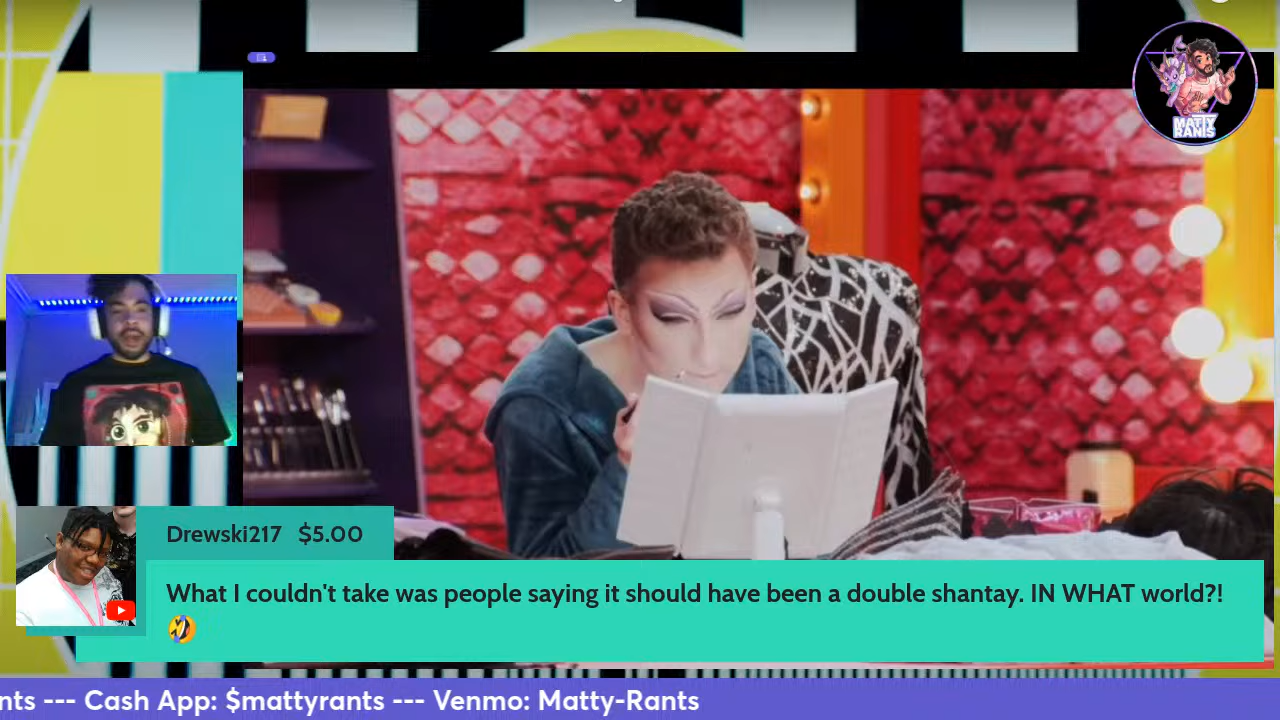 MATTY
RANTS
Drewski217 $5.00
What I couldn't take was people saying it should have been a double shantay. IN WHAT world?!
🤣
nts --- Cash App: $mattyrants --- Venmo: Matty-Rants